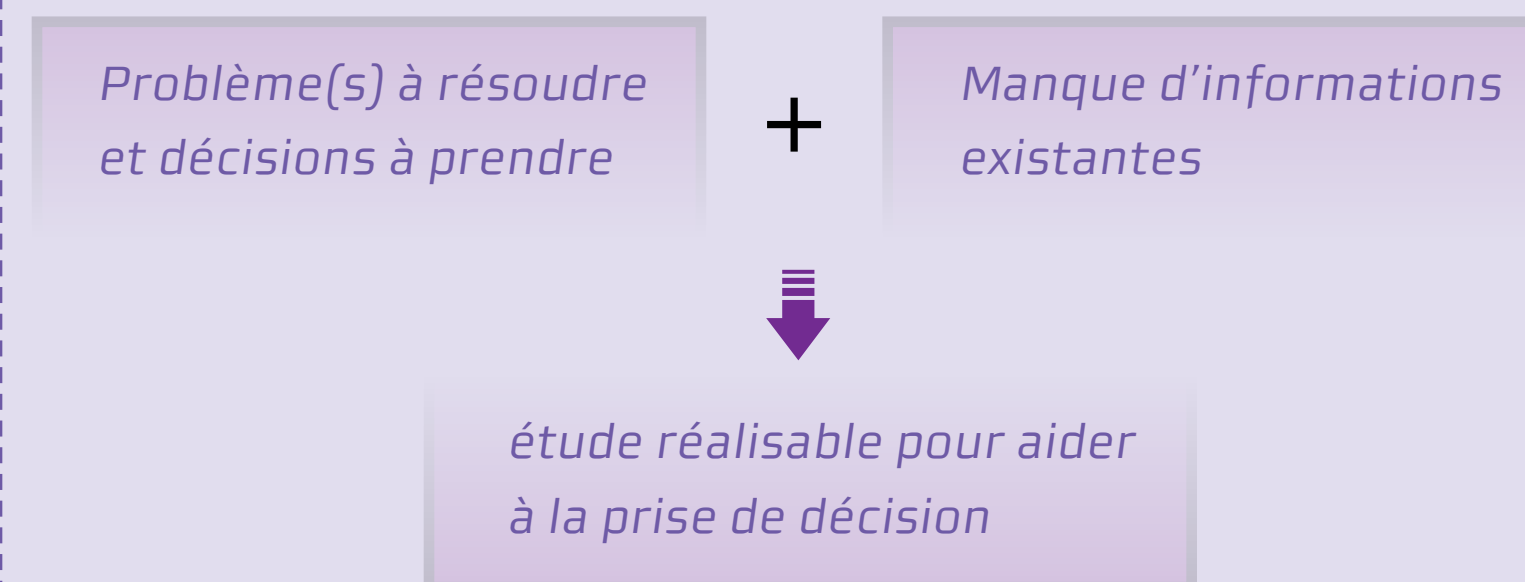 Problème(s) à résoudre
et décisions à prendre
+
Manque d'informations
existantes
étude réalisable pour aider
à la prise de décision